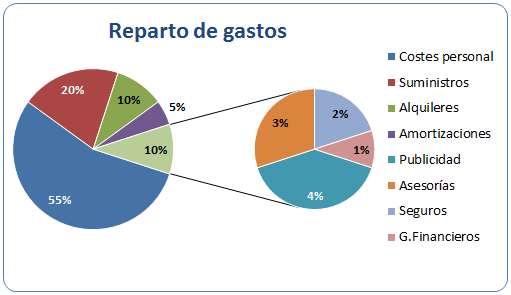 Reparto de gastos
20%
10%
5%
10%
55%
3%
2%
1%
4%
Costes personal
Suministros
Alquileres
Amortizaciones
Publicidad
Asesorías
Seguros
G.Financieros